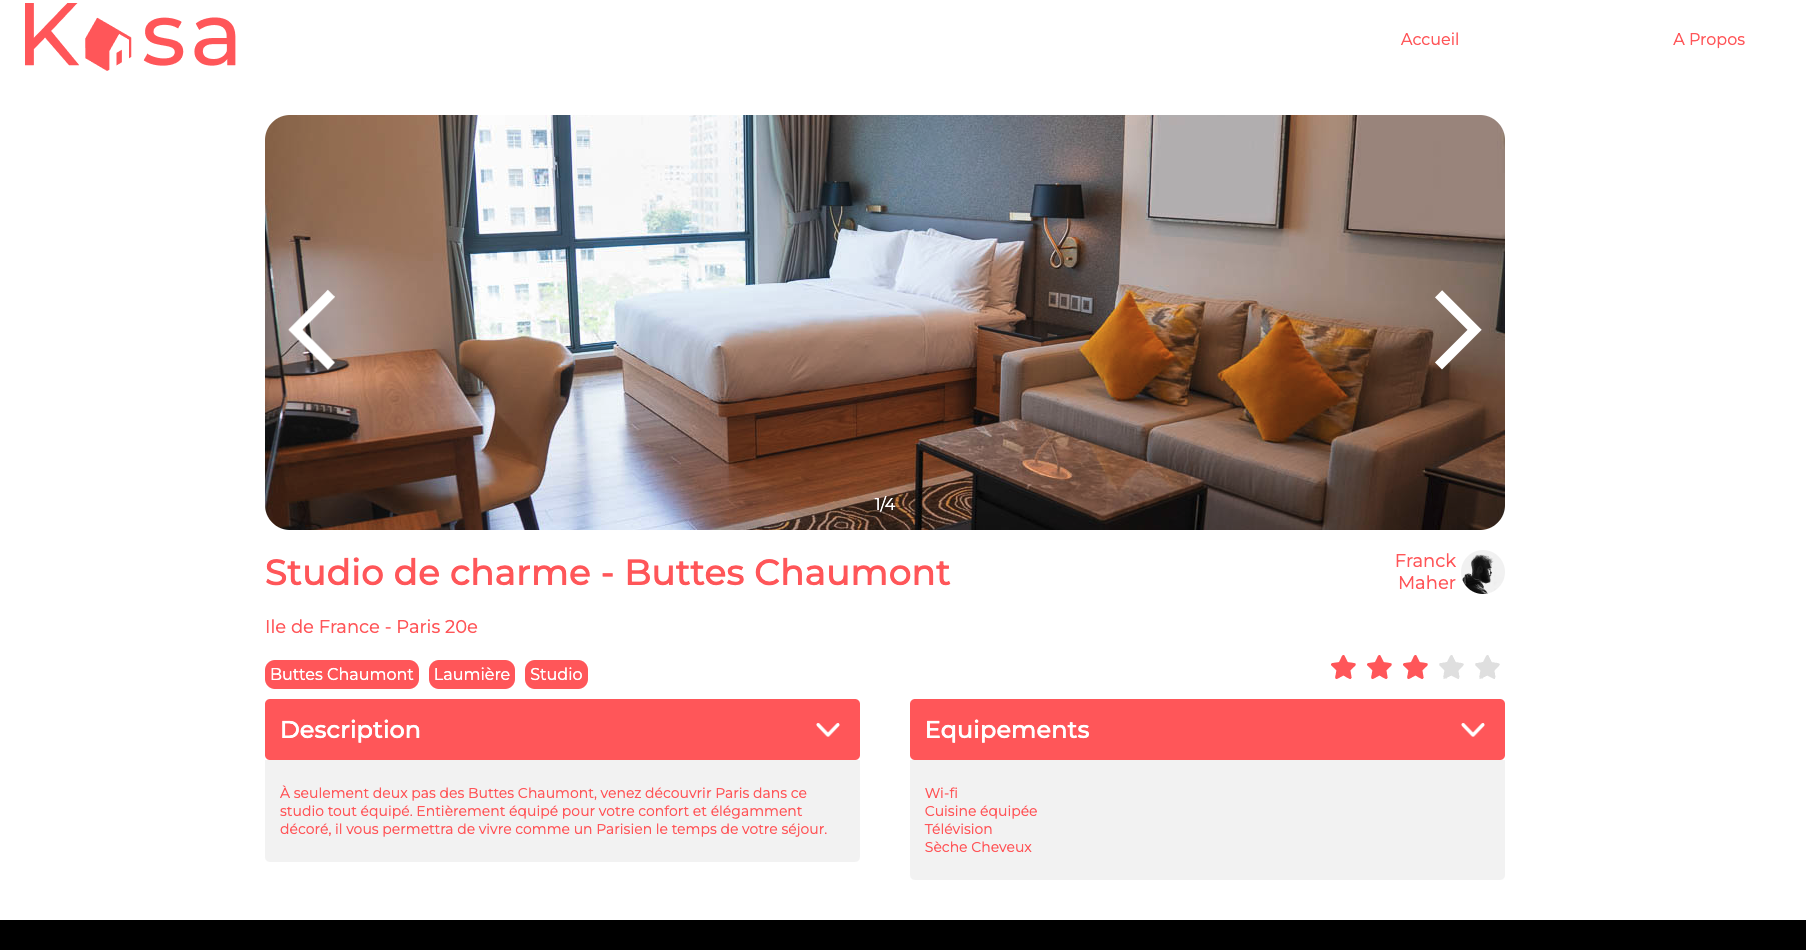 Kasa
Accueil
A Propos
1/4
Studio de charme - Buttes Chaumont
Franck
Maher
Ile de France - Paris 20e
Buttes Chaumont
Laumière
Studio
Description
À seulement deux pas des Buttes Chaumont, venez découvrir Paris dans ce
studio tout équipé. Entièrement équipé pour votre confort et élégamment
décoré, il vous permettra de vivre comme un Parisien le temps de votre séjour.
Equipements
Wi-fi
Cuisine équipée
Télévision
Sèche Cheveux